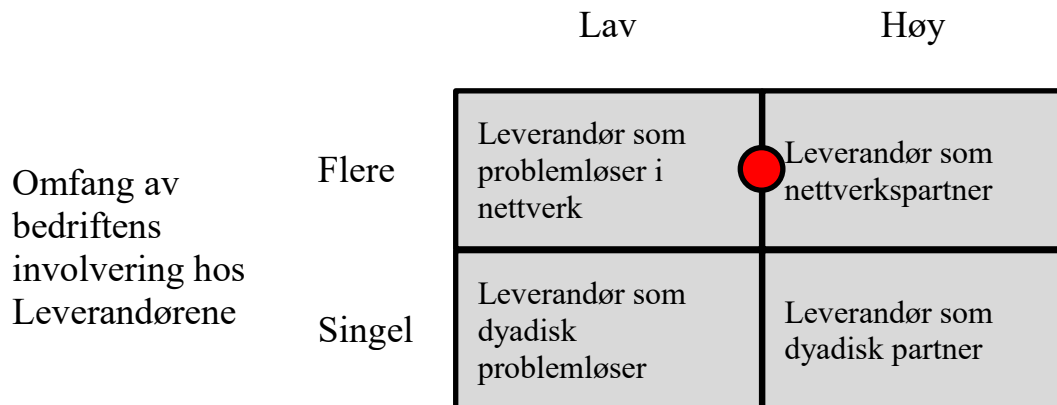 Lav Høy
Leverandør som
problemløser i
nettverk
Flere
Leverandør som
nettverkspartner
Omfang av
bedriftens
involvering hos
Leverandørene
Singel
Leverandør som
dyadisk
problemløser
Leverandør som
dyadisk partner